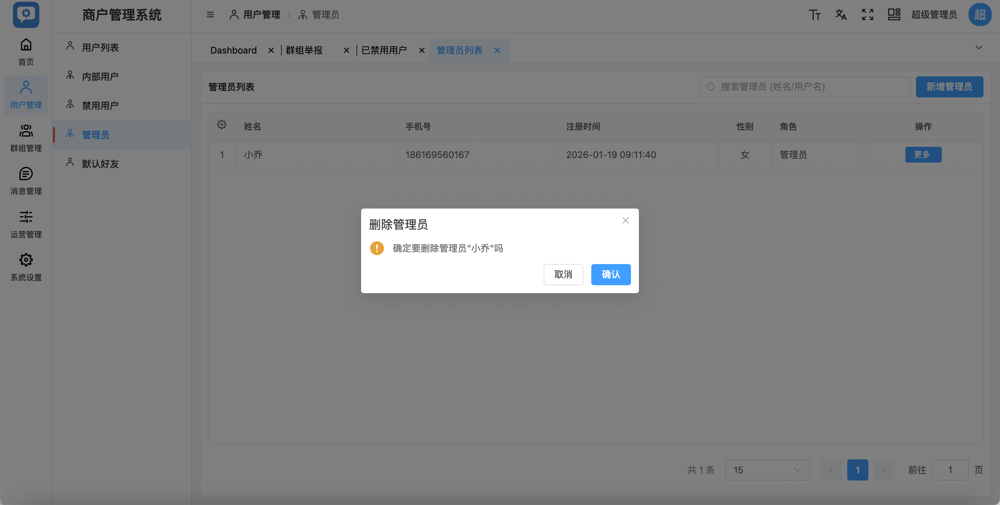 商户管理系统
用户管理 管理员
超级管理员 超
首页
用户管理
群组管理
消息管理
运营管理
系统设置
用户列表
内部用户
禁用用户
管理员
默认好友
Dashboard 群组举报 已禁用用户 管理员列表
管理员列表
搜索管理员 (姓名/用户名) 新增管理员
姓名 手机号 注册时间 性别 角色 操作
1 小乔 186169560167 2026-01-19 09:11:40 女 管理员 更多
删除管理员
确定要删除管理员"小乔"吗
取消 确认
共 1 条 15 1 前往 1 页